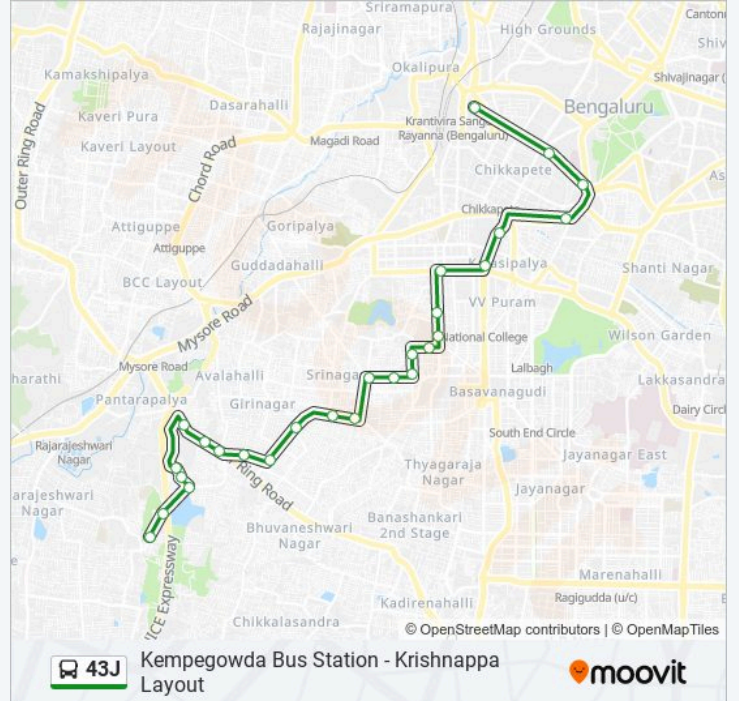 Sriramapura
Cantonm
Rajajinagar
High Grounds
Shiv
Okalipura
Kamakshipalya
Shivajinagar (
Dasarahalli
Bengaluru
Kaveri Pura
Krantivira Sango
Rayanna (Bengaluru)
Magadi Road
Kaveri Layout
Outer Ring Road
Chord Road
Chikkapete
As
Chikkapete
Attiguppe
Goripalya
Attiguppe
Guddadahalli
Kalasipalya
Shanti Nagar
BCC Layout
VV Puram
Mysore Road
National College
Wilson Garden
Mysore Road
Lalbagh
harathi
Avalahalli
Srinaga
Lakkasandra
Pantarapalya
Girinagar
Basavanagudi
Dairy Circl
South End Circle
Rajarajeshwari
Nagar
Jayanagar East
Ring Road
Thyagaraja
Nagar
arajeshwari
Nagar
Jayanagar
Banashankari
2nd Stage
Bhuvaneshwari
Nagar
e
NICE Expressway
Marenahalli
Ragigudda (u/c)
Kadirenahalli
Chikkalasandra
© OpenStreetMap contributors | © OpenMapTiles
43J
Kempegowda Bus Station - Krishnappa
Layout
moovit